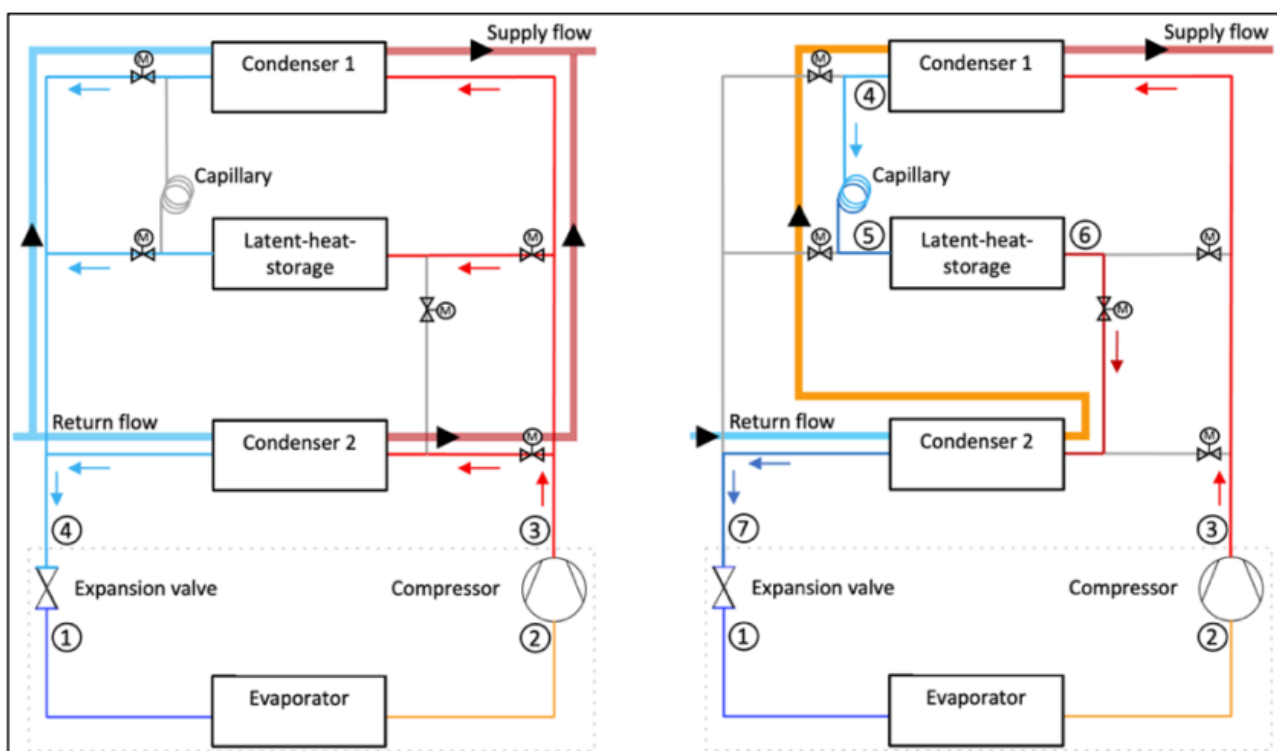 Supply flow
M
Condenser 1
Capillary
M
Latent-heat-
storage
M
M
Return flow
Condenser 2
M
4
3
Expansion valve
Compressor
1
2
Evaporator
Supply flow
M
Condenser 1
4
Capillary
M
5
Latent-heat-
storage
6
M
M
Return flow
Condenser 2
M
7
3
Expansion valve
Compressor
1
2
Evaporator